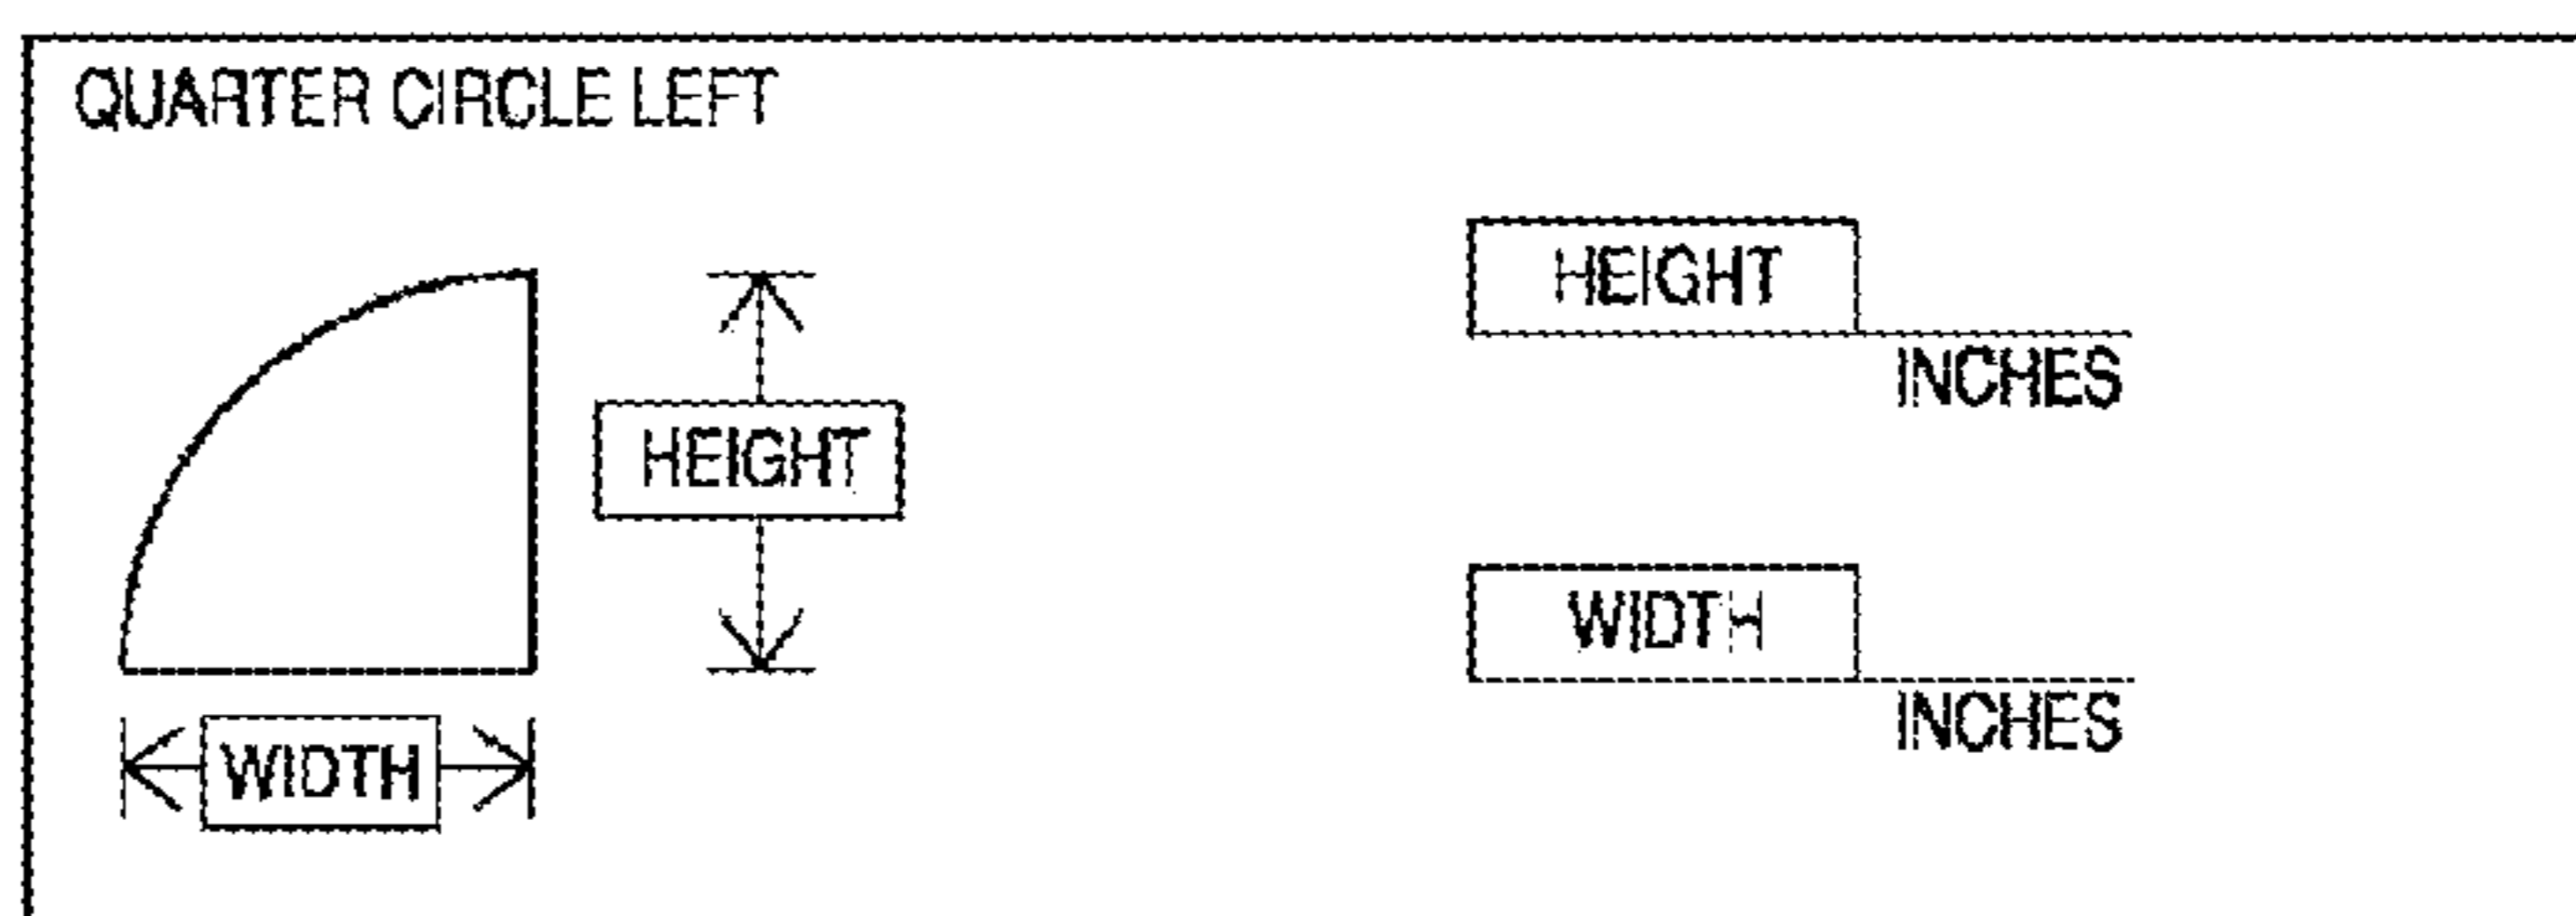 QUARTER CIRCLE LEFT
HEIGHT
WIDTH
HEIGHT
INCHES
WIDTH
INCHES